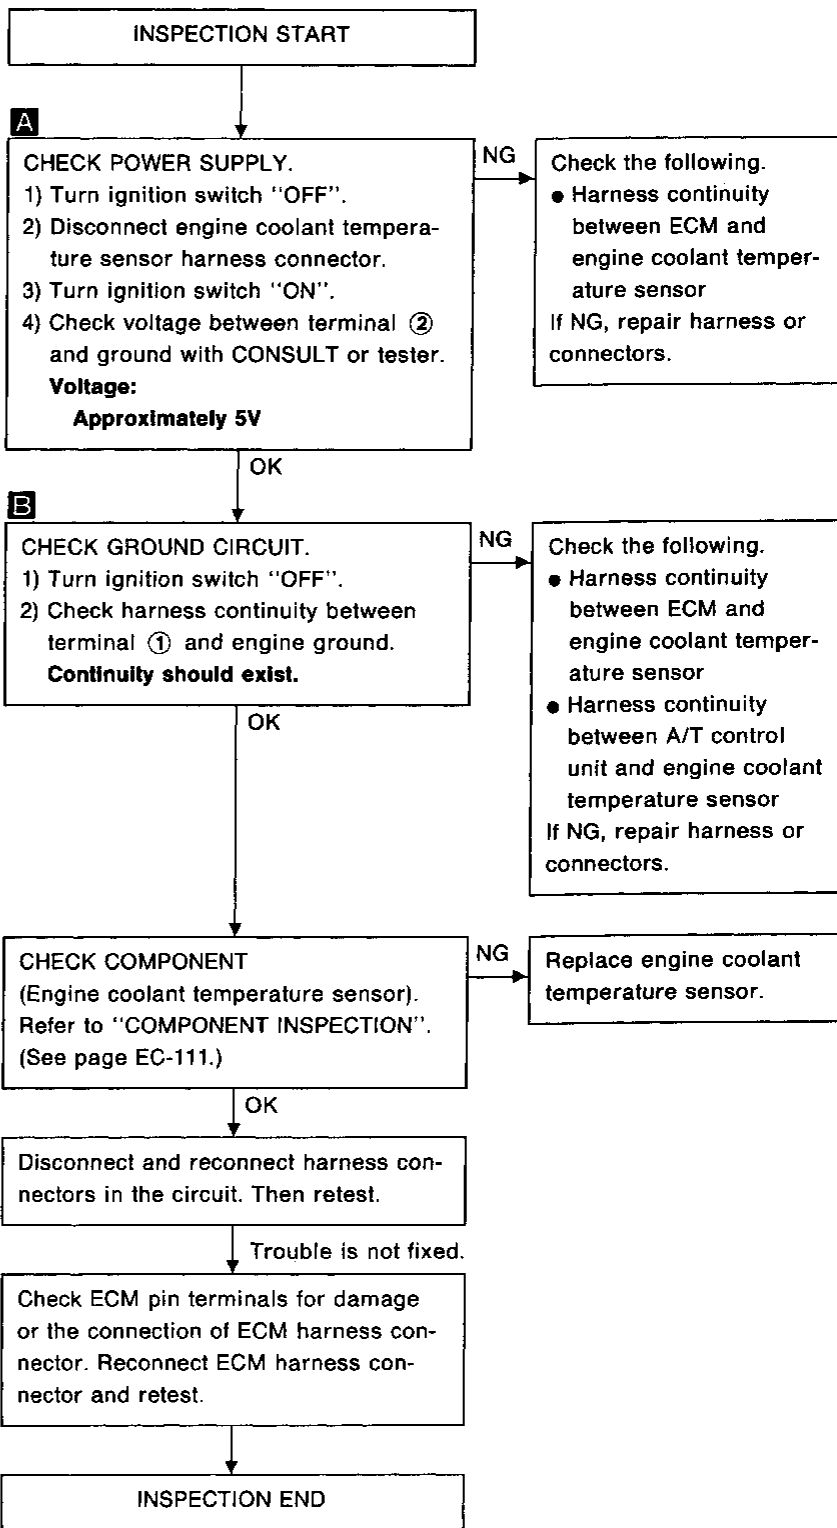 INSPECTION START
A
CHECK POWER SUPPLY.
1) Turn ignition switch "OFF".
2) Disconnect engine coolant tempera-
ture sensor harness connector.
3) Turn ignition switch "ON".
4) Check voltage between terminal ②
and ground with CONSULT or tester.
Voltage:
Approximately 5V
NG
Check the following.
● Harness continuity
between ECM and
engine coolant temper-
ature sensor
If NG, repair harness or
connectors.
OK
B
CHECK GROUND CIRCUIT.
1) Turn ignition switch "OFF".
2) Check harness continuity between
terminal ① and engine ground.
Continuity should exist.
NG
Check the following.
● Harness continuity
between ECM and
engine coolant temper-
ature sensor
● Harness continuity
between A/T control
unit and engine coolant
temperature sensor
If NG, repair harness or
connectors.
OK
CHECK COMPONENT
(Engine coolant temperature sensor).
Refer to "COMPONENT INSPECTION".
(See page EC-111.)
NG
Replace engine coolant
temperature sensor.
OK
Disconnect and reconnect harness con-
nectors in the circuit. Then retest.
Trouble is not fixed.
Check ECM pin terminals for damage
or the connection of ECM harness con-
nector. Reconnect ECM harness con-
nector and retest.
INSPECTION END